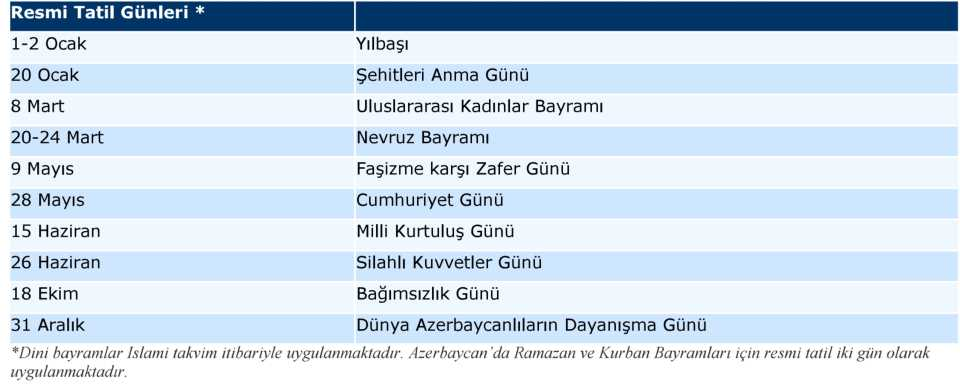 Resmi Tatil Günleri *
1-2 Ocak Yılbaşı
20 Ocak Şehitleri Anma Günü
8 Mart Uluslararası Kadınlar Bayramı
20-24 Mart Nevruz Bayramı
9 Mayıs Faşizme karşı Zafer Günü
28 Mayıs Cumhuriyet Günü
15 Haziran Milli Kurtuluş Günü
26 Haziran Silahlı Kuvvetler Günü
18 Ekim Bağımsızlık Günü
31 Aralık Dünya Azerbaycanlıların Dayanışma Günü
*Dini bayramlar Islami takvim itibariyle uygulanmaktadır. Azerbaycan`da Ramazan ve Kurban Bayramları için resmi tatil iki gün olarak
uygulanmaktadır.